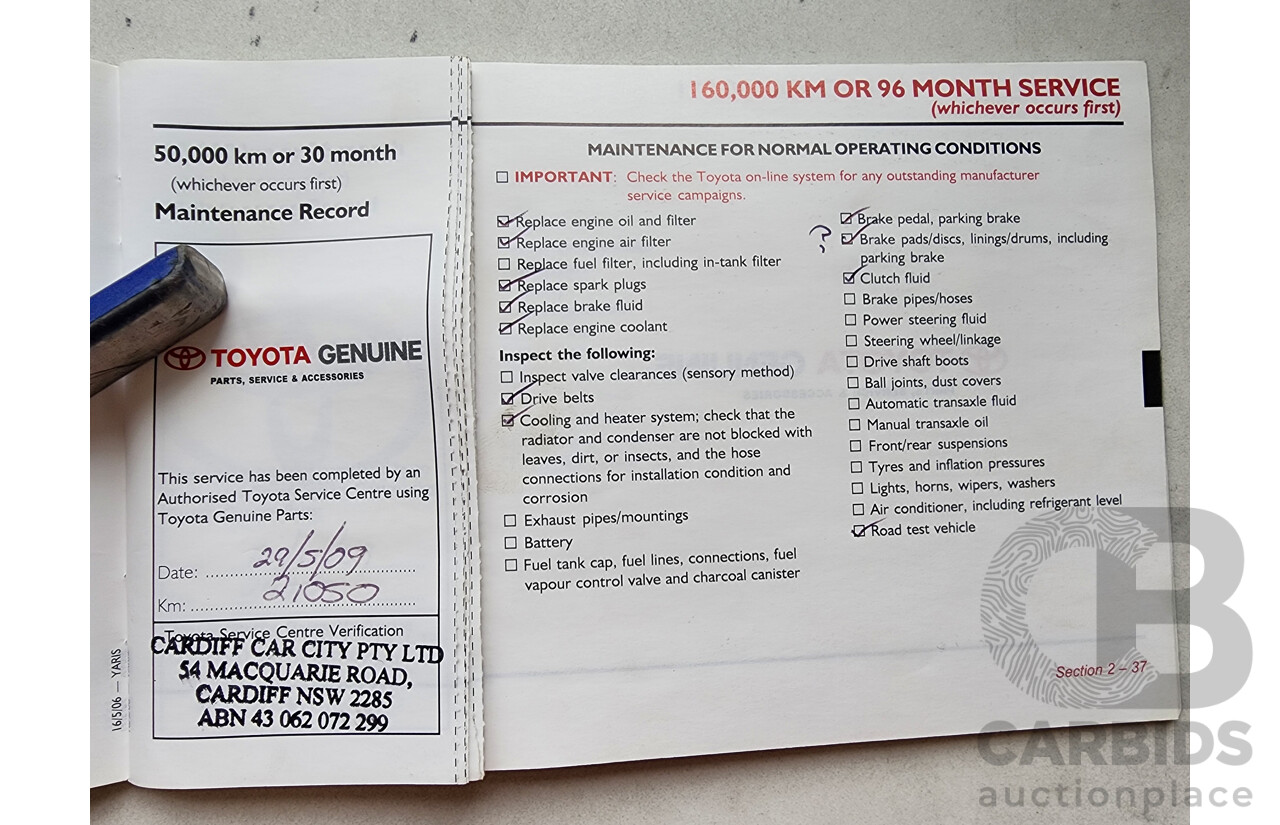 50,000 km or 30 month
(whichever occurs first)
Maintenance Record
TOYOTA GENUINE
PARTS, SERVICE & ACCESSORIES
This service has been completed by an
Authorised Toyota Service Centre using
Toyota Genuine Parts:
Date: 29/5/09
Km: 21050
Toyota Service Centre Verification
CARDIFF CAR CITY PTY LTD
54 MACQUARIE ROAD,
CARDIFF NSW 2285
ABN 43 062 072 299
16/5/06 — YARIS
160,000 KM OR 96 MONTH SERVICE
(whichever occurs first)
MAINTENANCE FOR NORMAL OPERATING CONDITIONS
IMPORTANT: Check the Toyota on-line system for any outstanding manufacturer
service campaigns.
Replace engine oil and filter
Replace engine air filter
Replace fuel filter, including in-tank filter
Replace spark plugs
Replace brake fluid
Replace engine coolant
Inspect the following:
Inspect valve clearances (sensory method)
Drive belts
Cooling and heater system; check that the
radiator and condenser are not blocked with
leaves, dirt, or insects, and the hose
connections for installation condition and
corrosion
Exhaust pipes/mountings
Battery
Fuel tank cap, fuel lines, connections, fuel
vapour control valve and charcoal canister
Brake pedal, parking brake
? Brake pads/discs, linings/drums, including
parking brake
Clutch fluid
Brake pipes/hoses
Power steering fluid
Steering wheel/linkage
Drive shaft boots
Ball joints, dust covers
Automatic transaxle fluid
Manual transaxle oil
Front/rear suspensions
Tyres and inflation pressures
Lights, horns, wipers, washers
Air conditioner, including refrigerant level
Road test vehicle
Section 2 – 37
CB
CARBIDS
auctionplace